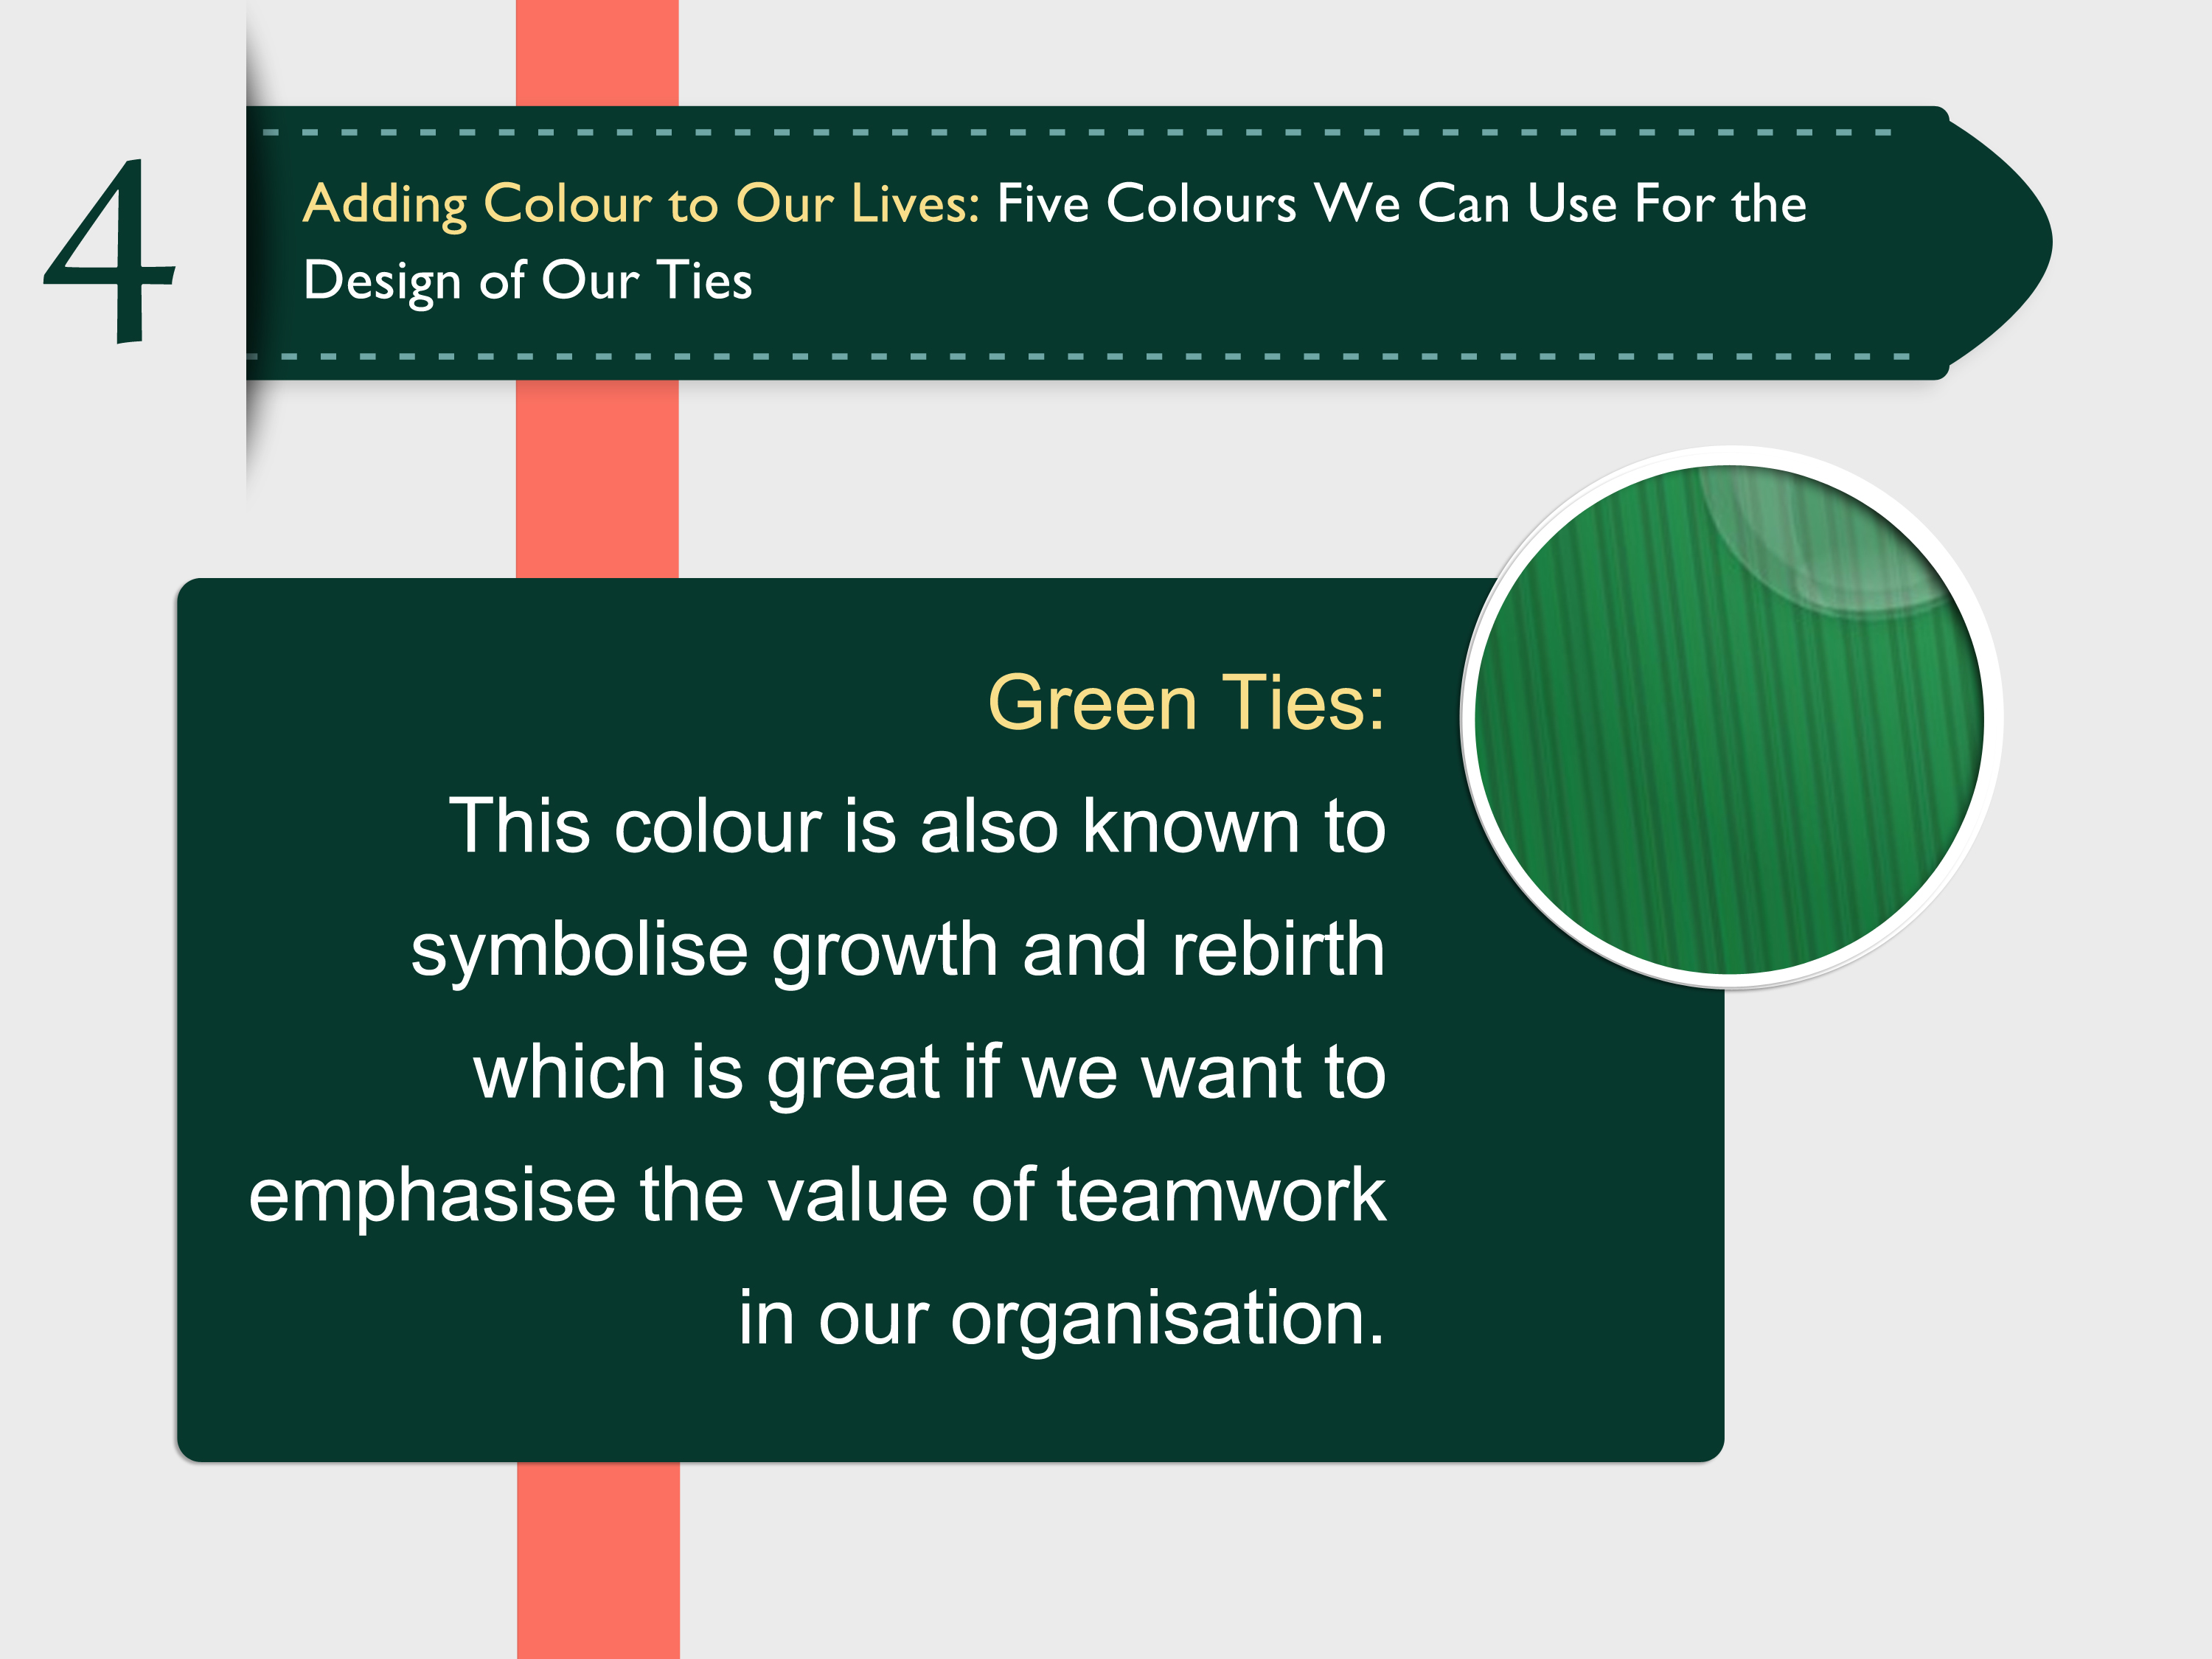 4
Adding Colour to Our Lives: Five Colours We Can Use For the
Design of Our Ties
Green Ties:
This colour is also known to
symbolise growth and rebirth
which is great if we want to
emphasise the value of teamwork
in our organisation.